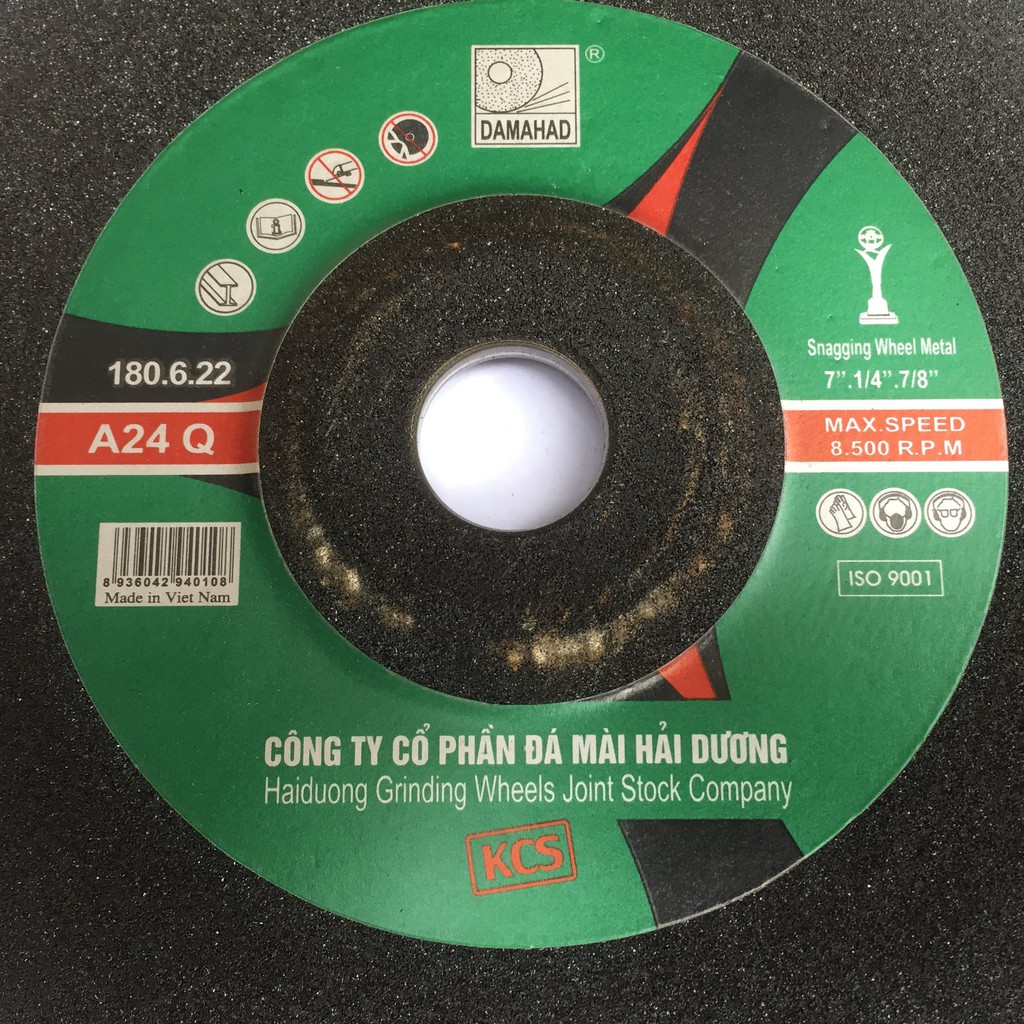 DAMAHAD ®
180.6.22
A24 Q
8 936042 940108
Made in Viet Nam
Snagging Wheel Metal
7”.1/4”.7/8”
MAX.SPEED
8.500 R.P.M
ISO 9001
CÔNG TY CỔ PHẦN ĐÁ MÀI HẢI DƯƠNG
Haiduong Grinding Wheels Joint Stock Company
KCS